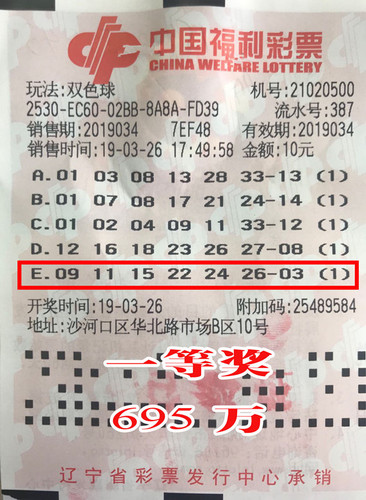 中国福利彩票
CHINA WELFARE LOTTERY
玩法:双色球 机号:21020500
2530-EC60-02BB-8A8A-FD39 流水号:387
销售期:2019034 7EF48 有效期:2019034
销售时间:19-03-26 17:49:58 金额:10元
A.01 03 08 13 28 33-13 (1)
B.01 07 08 17 21 24-14 (1)
C.01 02 04 09 11 33-12 (1)
D.12 16 18 23 26 27-08 (1)
E.09 11 15 22 24 26-03 (1)
开奖时间:19-03-26 附加码:25489584
地址:沙河口区华北路市场B区10号
一等奖
695 万
辽宁省彩票发行中心承销